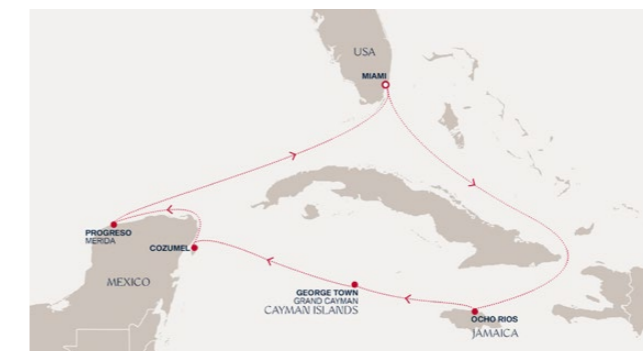 USA
MIAMI
PROGRESO
MERIDA
COZUMEL
MEXICO
GEORGE TOWN
GRAND CAYMAN
CAYMAN ISLANDS
OCHO RIOS
JAMAICA